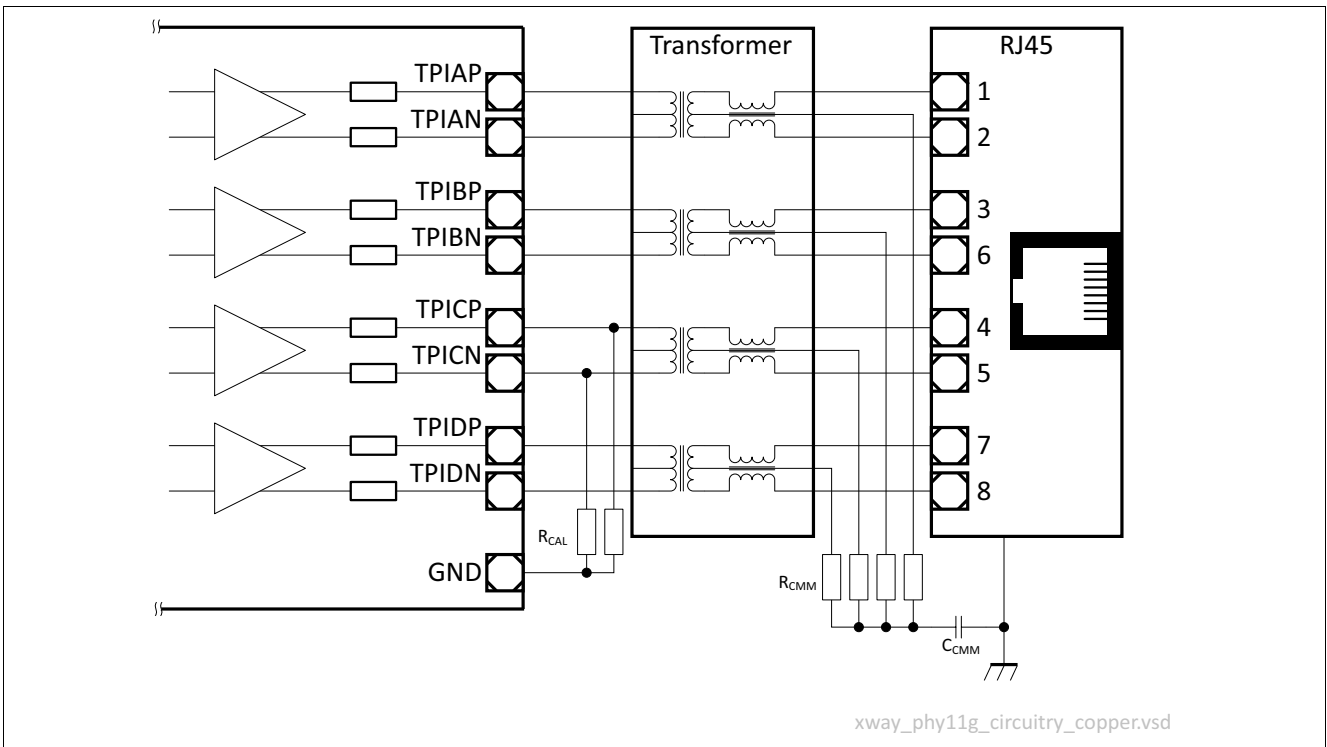 Transformer
RJ45
TPIAP
1
TPIAN
2
TPIBP
3
TPIBN
6
TPICP
4
TPICN
5
TPIDP
7
TPIDN
8
RCAL
GND
RCMM
CCMM
xway_phy11g_circuitry_copper.vsd